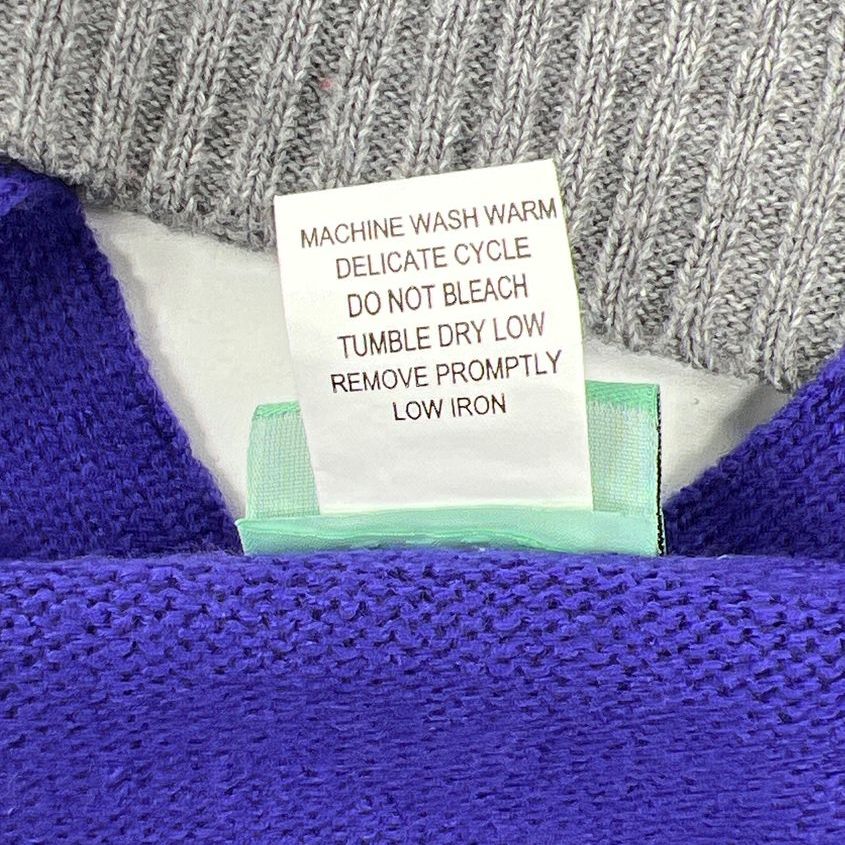 MACHINE WASH WARM
DELICATE CYCLE
DO NOT BLEACH
TUMBLE DRY LOW
REMOVE PROMPTLY
LOW IRON